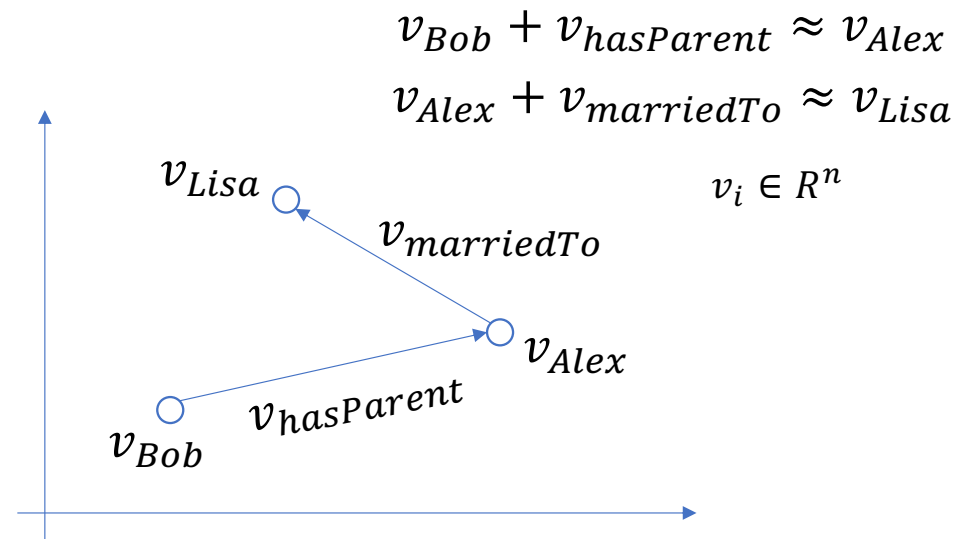 v_Bob + v_hasParent ≈ v_Alex
v_Alex + v_marriedTo ≈ v_Lisa
v_i ∈ R^n
v_Lisa
v_marriedTo
v_Alex
v_hasParent
v_Bob